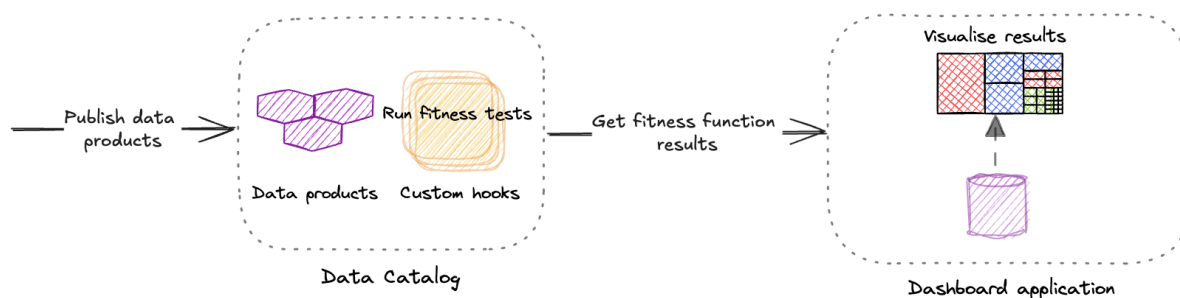 Publish data
products
Run fitness tests
Data products
Custom hooks
Data Catalog
Get fitness function
results
Visualise results
Dashboard application